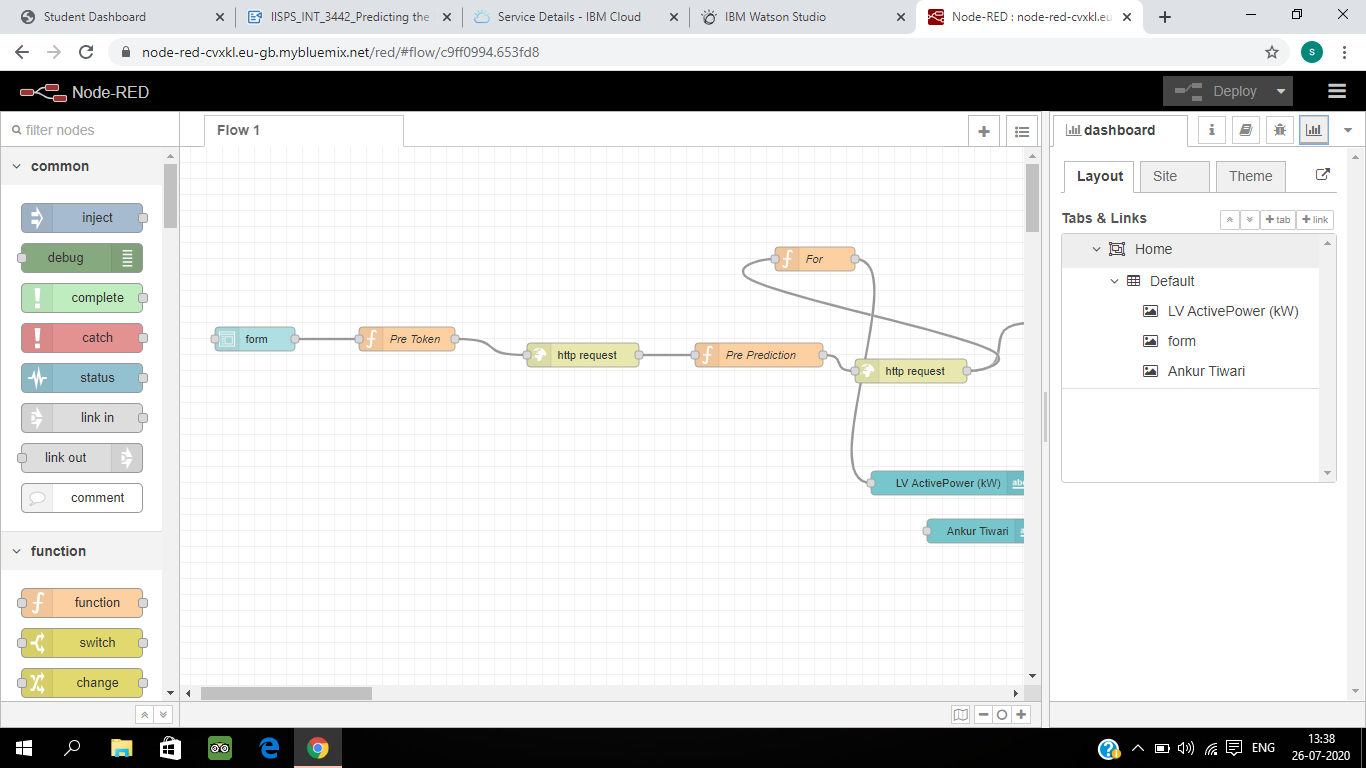 Student Dashboard
IISPS_INT_3442_Predicting the
Service Details - IBM Cloud
IBM Watson Studio
Node-RED : node-red-cvxkl.eu
node-red-cvxkl.eu-gb.mybluemix.net/red/#flow/c9ff0994.653fd8
s
Node-RED
Deploy
filter nodes
common
inject
debug
complete
catch
status
link in
link out
comment
function
function
switch
change
Flow 1
For
form
Pre Token
http request
Pre Prediction
http request
LV ActivePower (kW)
abc
Ankur Tiwari
dashboard
i
Layout
Site
Theme
Tabs & Links
+ tab
+ link
Home
Default
LV ActivePower (kW)
form
Ankur Tiwari
ENG
13:38
26-07-2020